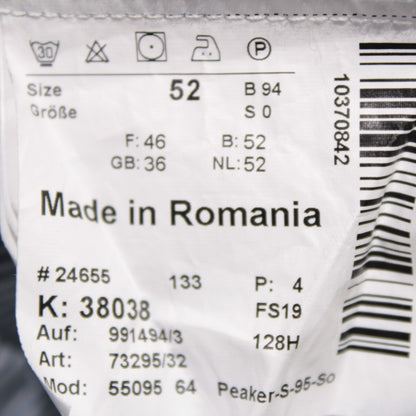 30 P
Size 52 B 94
Größe S 0
F: 46 B: 52
GB: 36 NL: 52
Made in Romania
# 24655 133 P: 4
K: 38038 FS19
Auf: 991494/3 128H
Art: 73295/32
Mod: 55095 64 Peaker-S-95-So
10370842